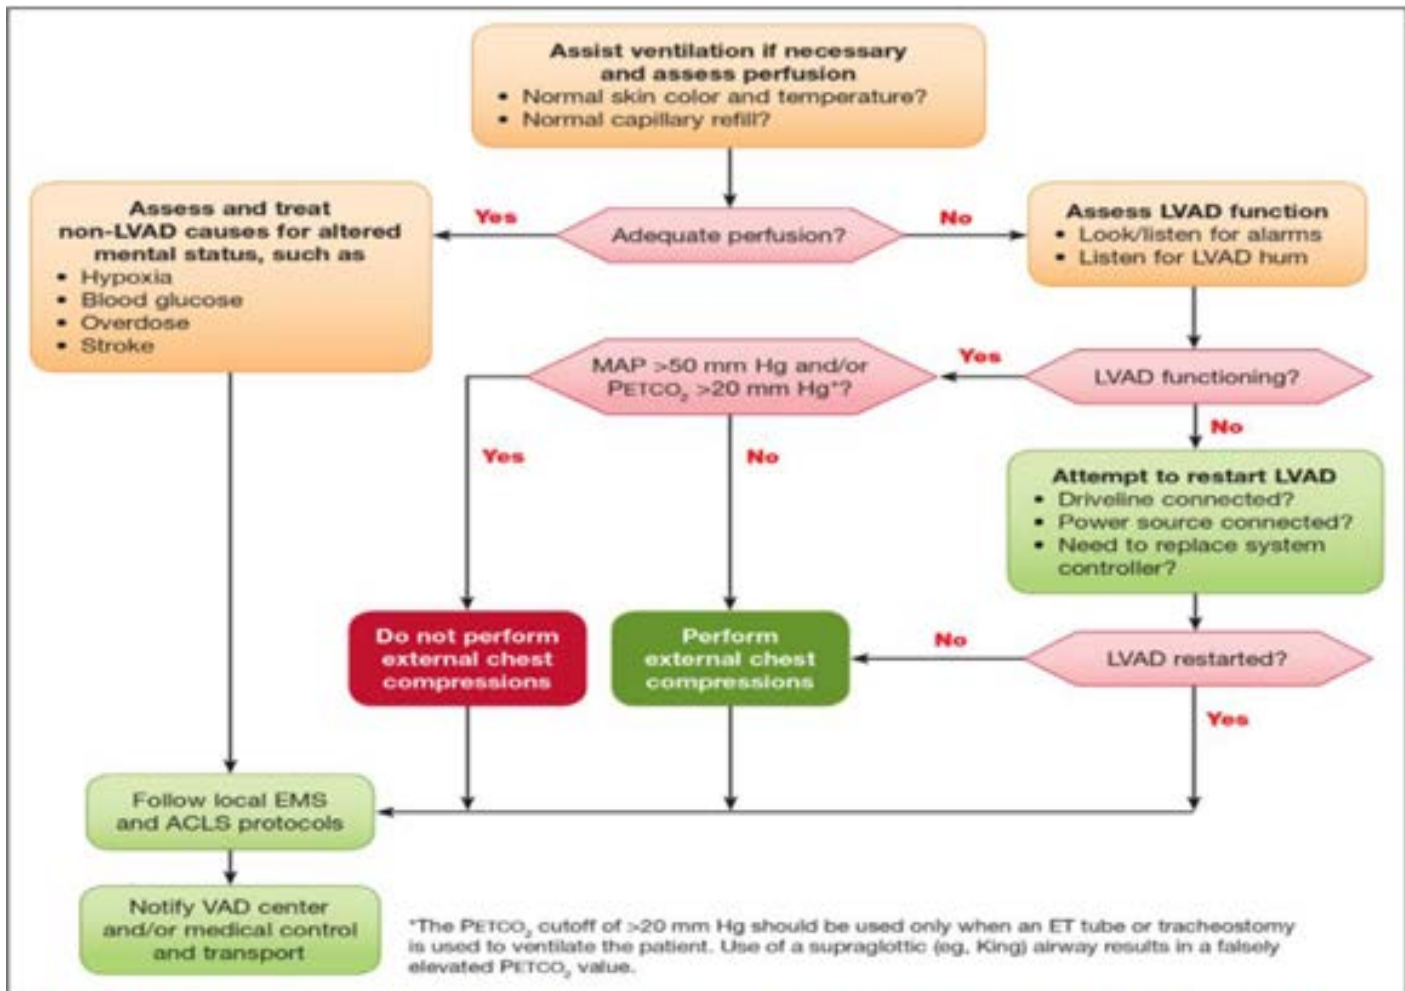 Assist ventilation if necessary
and assess perfusion
• Normal skin color and temperature?
• Normal capillary refill?
Adequate perfusion?
Yes
No
Assess and treat
non-LVAD causes for altered
mental status, such as
• Hypoxia
• Blood glucose
• Overdose
• Stroke
Assess LVAD function
• Look/listen for alarms
• Listen for LVAD hum
LVAD functioning?
Yes
No
MAP >50 mm Hg and/or
PETCO₂ >20 mm Hg*?
Yes
No
Attempt to restart LVAD
• Driveline connected?
• Power source connected?
• Need to replace system
controller?
Do not perform
external chest
compressions
Perform
external chest
compressions
No
LVAD restarted?
Yes
Follow local EMS
and ACLS protocols
Notify VAD center
and/or medical control
and transport
*The PETCO₂ cutoff of >20 mm Hg should be used only when an ET tube or tracheostomy
is used to ventilate the patient. Use of a supraglottic (eg, King) airway results in a falsely
elevated PETCO₂ value.